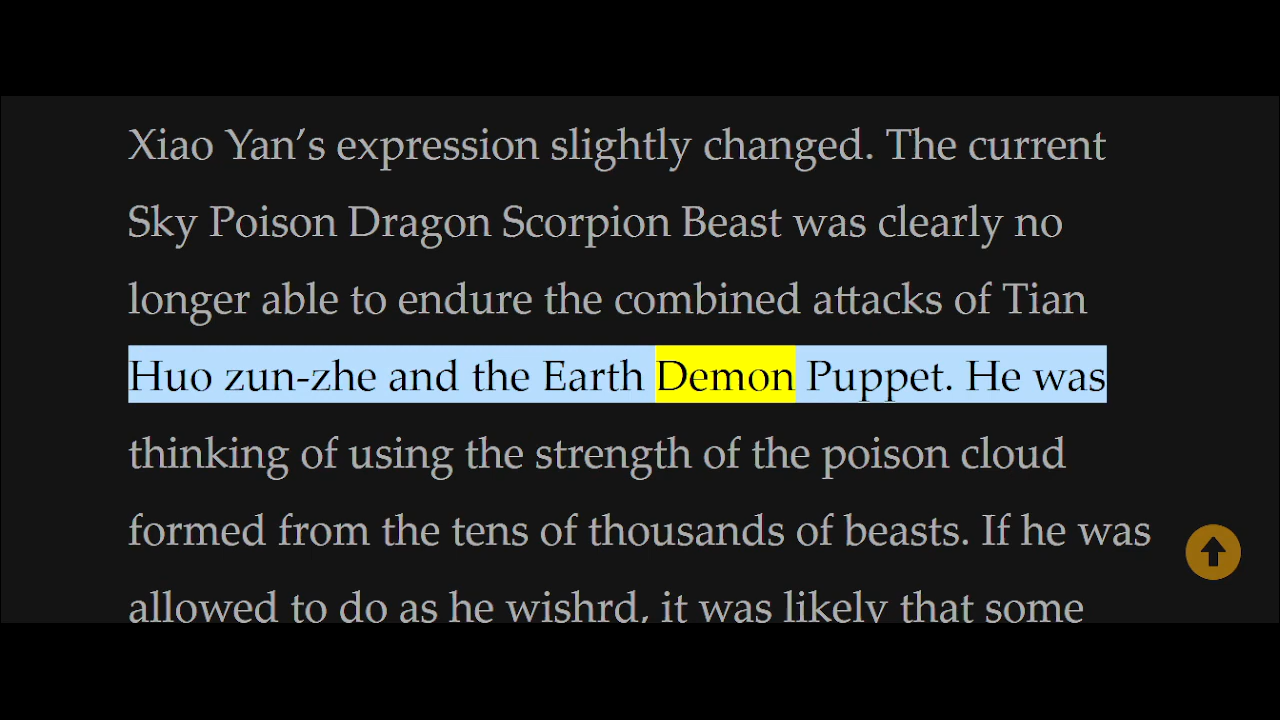 Xiao Yan’s expression slightly changed. The current
Sky Poison Dragon Scorpion Beast was clearly no
longer able to endure the combined attacks of Tian
Huo zun-zhe and the Earth Demon Puppet. He was
thinking of using the strength of the poison cloud
formed from the tens of thousands of beasts. If he was
allowed to do as he wishrd, it was likely that some